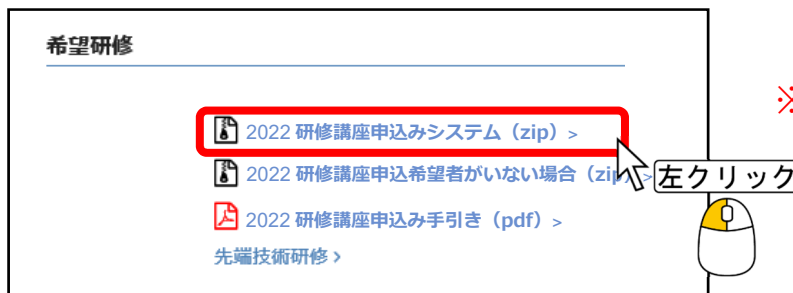 希望研修
2022 研修講座申込みシステム（zip）>
2022 研修講座申込希望者がいない場合（zip）>
左クリック
2022 研修講座申込み手引き（pdf）>
先端技術研修 >
※